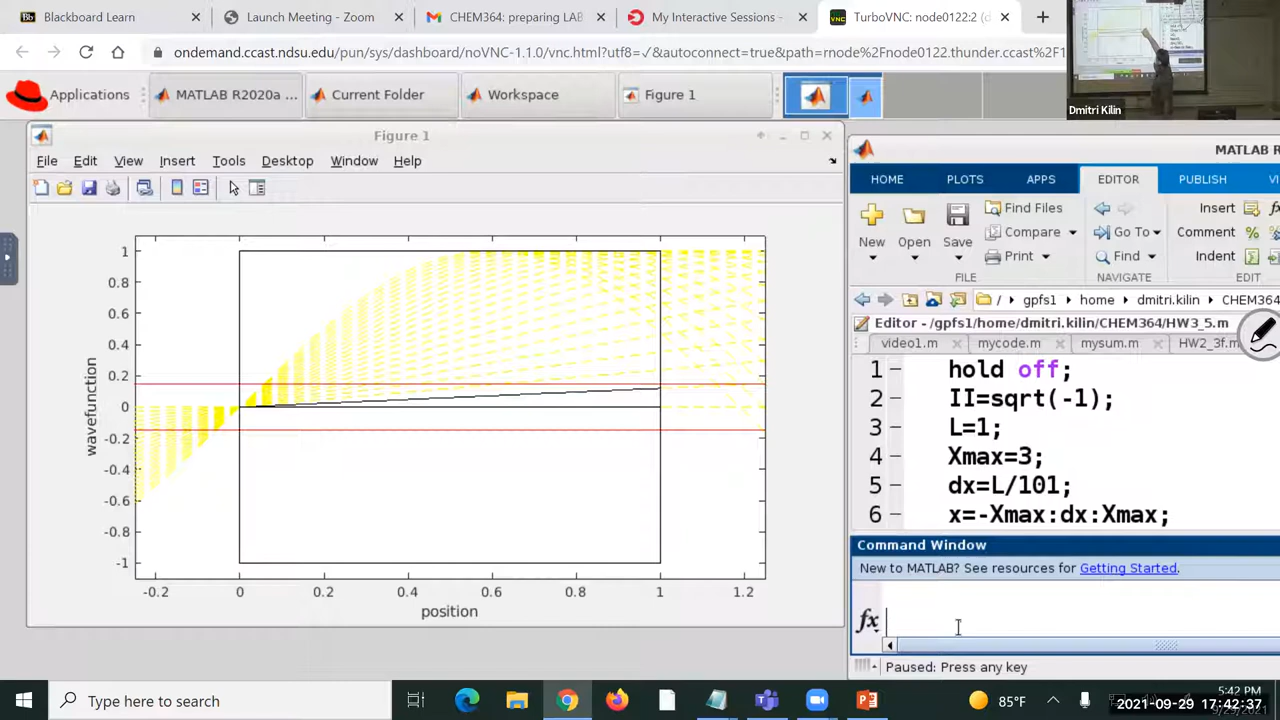 Blackboard Learn
Launch Meeting - Zoom
CHEM364: preparing LAB
My Interactive Sessions -
TurboVNC: node0122:2 (d
ondemand.ccast.ndsu.edu/pun/sys/dashboard/noVNC-1.1.0/vnc.html?utf8=✓&autoconnect=true&path=rnode%2Fnode0122.thunder.ccast%2F
Dmitri Kilin
Applications
MATLAB R2020a ...
Current Folder
Workspace
Figure 1
Figure 1
File Edit View Insert Tools Desktop Window Help
1
0.8
0.6
0.4
0.2
0
-0.2
-0.4
-0.6
-0.8
-1
wavefunction
-0.2 0 0.2 0.4 0.6 0.8 1 1.2
position
MATLAB R
HOME PLOTS APPS EDITOR PUBLISH VI
New Open Save
Find Files
Compare
Print
Go To
Find
Insert
Comment
Indent
FILE NAVIGATE EDIT
/ gpfs1 home dmitri.kilin CHEM364
Editor - /gpfs1/home/dmitri.kilin/CHEM364/HW3_5.m
video1.m mycode.m mysum.m HW2_3f.m
1 hold off;
2 II=sqrt(-1);
3 L=1;
4 Xmax=3;
5 dx=L/101;
6 x=-Xmax:dx:Xmax;
Command Window
New to MATLAB? See resources for Getting Started.
fx
Paused: Press any key
Type here to search
85°F
5:42 PM
2021-09-29 17:42:37